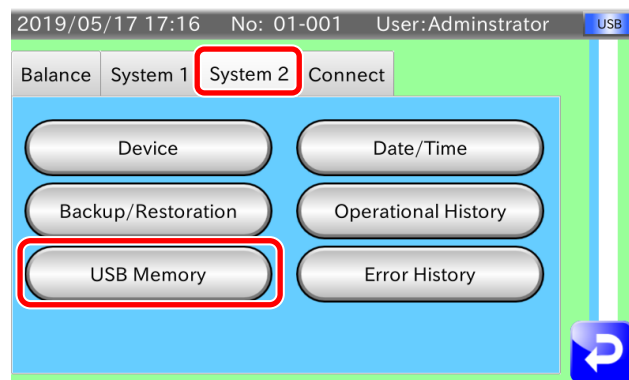 2019/05/17 17:16 No: 01-001 User:Adminstrator USB
Balance System 1 System 2 Connect
Device Date/Time
Backup/Restoration Operational History
USB Memory Error History